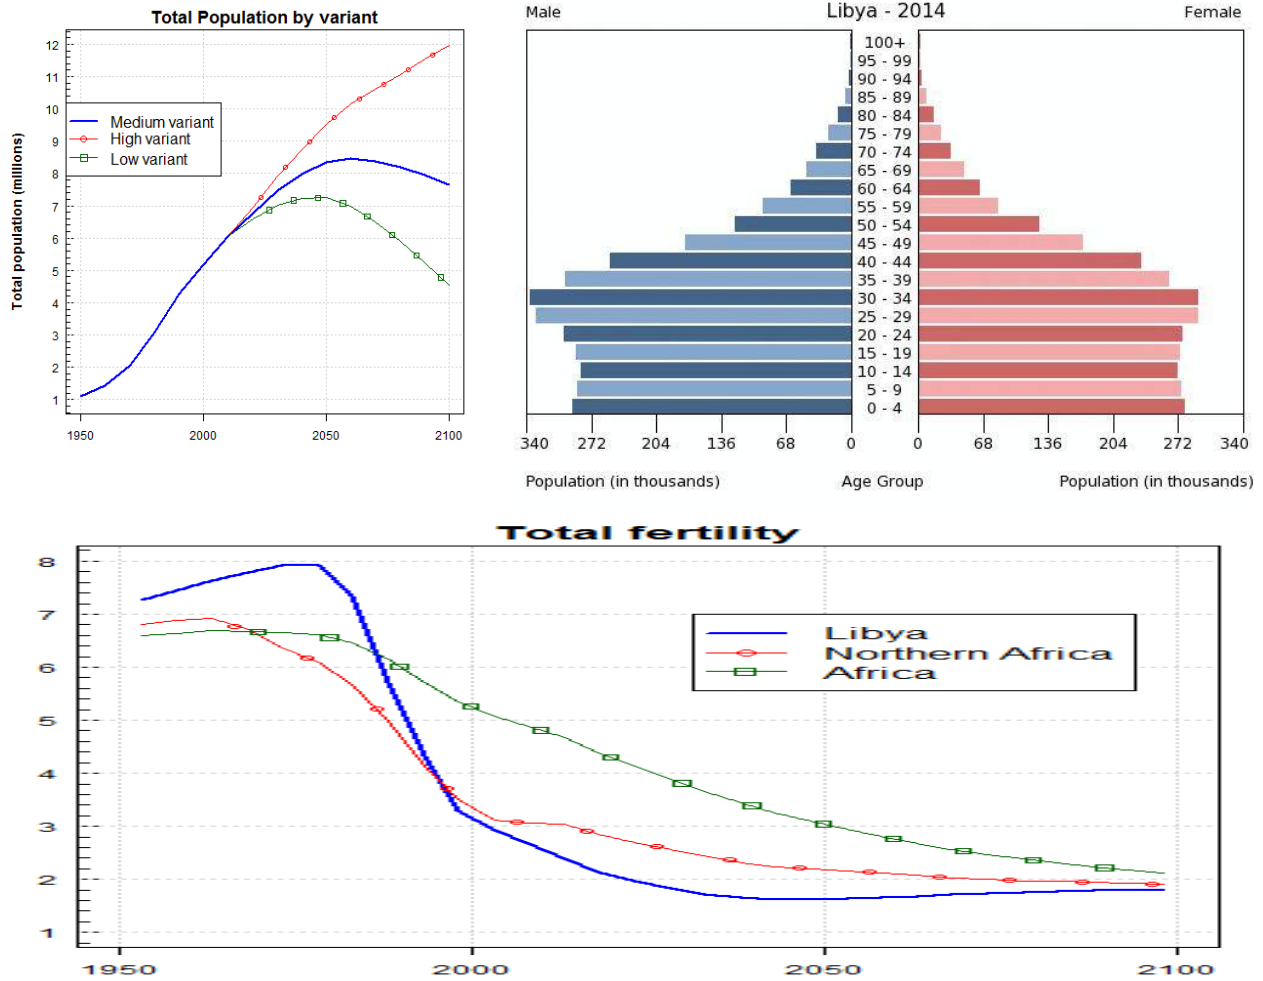 Total Population by variant
Total population (millions)
12
11
10
9
8
7
6
5
4
3
2
1
Medium variant
High variant
Low variant
1950 2000 2050 2100
Male Libya - 2014 Female
100+
95 - 99
90 - 94
85 - 89
80 - 84
75 - 79
70 - 74
65 - 69
60 - 64
55 - 59
50 - 54
45 - 49
40 - 44
35 - 39
30 - 34
25 - 29
20 - 24
15 - 19
10 - 14
5 - 9
0 - 4
340 272 204 136 68 0 0 68 136 204 272 340
Population (in thousands) Age Group Population (in thousands)
Total fertility
8
7
6
5
4
3
2
1
Libya
Northern Africa
Africa
1950 2000 2050 2100